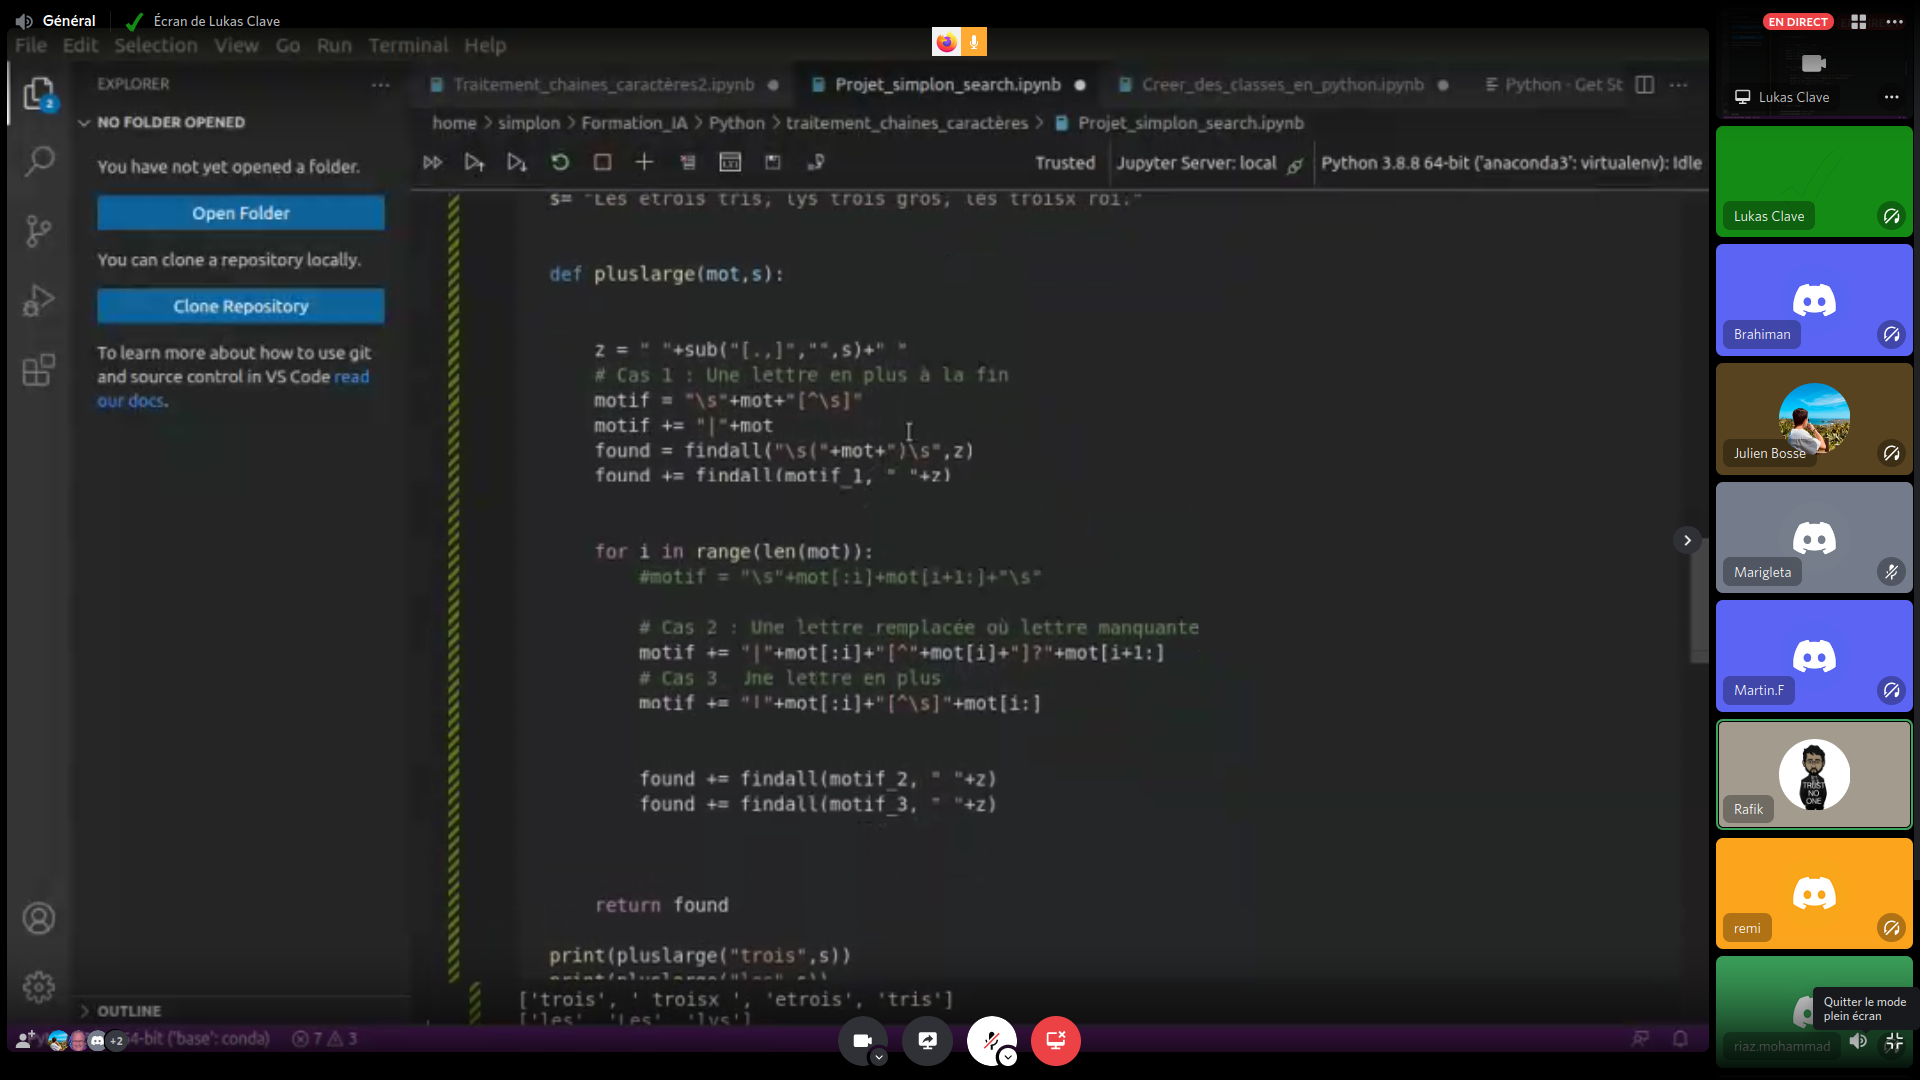 Général
Écran de Lukas Clave
EN DIRECT
File Edit Selection View Go Run Terminal Help
EXPLORER
NO FOLDER OPENED
You have not yet opened a folder.
Open Folder
You can clone a repository locally.
Clone Repository
To learn more about how to use git
and source control in VS Code read
our docs.
OUTLINE
2
Traitement_chaines_caractères2.ipynb
Projet_simplon_search.ipynb
Creer_des_classes_en_python.ipynb
Python - Get St
home > simplon > Formation_IA > Python > traitement_chaines_caractères > Projet_simplon_search.ipynb
Trusted
Jupyter Server: local
Python 3.8.8 64-bit ('anaconda3': virtualenv): Idle
s= "Les etrois tris, lys trois gros, les troisx roi."
def pluslarge(mot,s):
z = " "+sub("[.,]","",s)+" "
# Cas 1 : Une lettre en plus à la fin
motif = "\s"+mot+"[^\s]"
motif += "|"+mot
found = findall("\s("+mot+")\s",z)
found += findall(motif_1, " "+z)
for i in range(len(mot)):
#motif = "\s"+mot[:i]+mot[i+1:]+"\s"
# Cas 2 : Une lettre remplacée où lettre manquante
motif += "|"+mot[:i]+"[^"+mot[i]+"]?"+mot[i+1:]
# Cas 3 Jne lettre en plus
motif += "|"+mot[:i]+"[^\s]"+mot[i:]
found += findall(motif_2, " "+z)
found += findall(motif_3, " "+z)
return found
print(pluslarge("trois",s))
print(pluslarge("les",s))
['trois', ' troisx ', 'etrois', 'tris']
['les', 'Les', 'lys']
+2
64-bit ('base': conda)
7
3
Lukas Clave
Lukas Clave
Brahiman
Julien Bosse
Marigleta
Martin.F
TRUST
NO
ONE
Rafik
remi
Quitter le mode
plein écran
riaz.mohammad